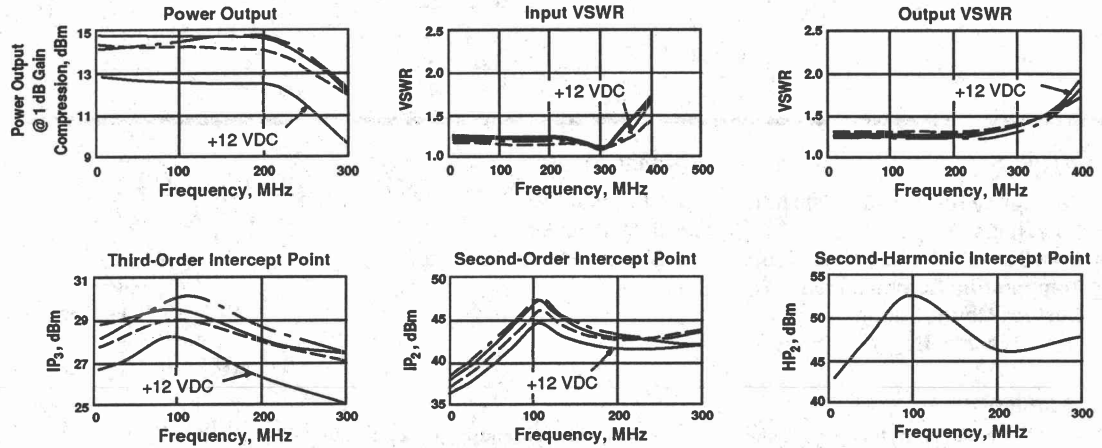 Power Output
Power Output
@ 1 dB Gain
Compression, dBm
15
13
11
9
+12 VDC
0 100 200 300
Frequency, MHz
Input VSWR
VSWR
2.5
2.0
1.5
1.0
+12 VDC
0 100 200 300 400 500
Frequency, MHz
Output VSWR
VSWR
2.5
2.0
1.5
1.0
+12 VDC
0 100 200 300 400
Frequency, MHz
Third-Order Intercept Point
IP3, dBm
31
29
27
25
+12 VDC
0 100 200 300
Frequency, MHz
Second-Order Intercept Point
IP2, dBm
50
45
40
35
+12 VDC
0 100 200 300
Frequency, MHz
Second-Harmonic Intercept Point
HP2, dBm
55
50
45
40
0 100 200 300
Frequency, MHz